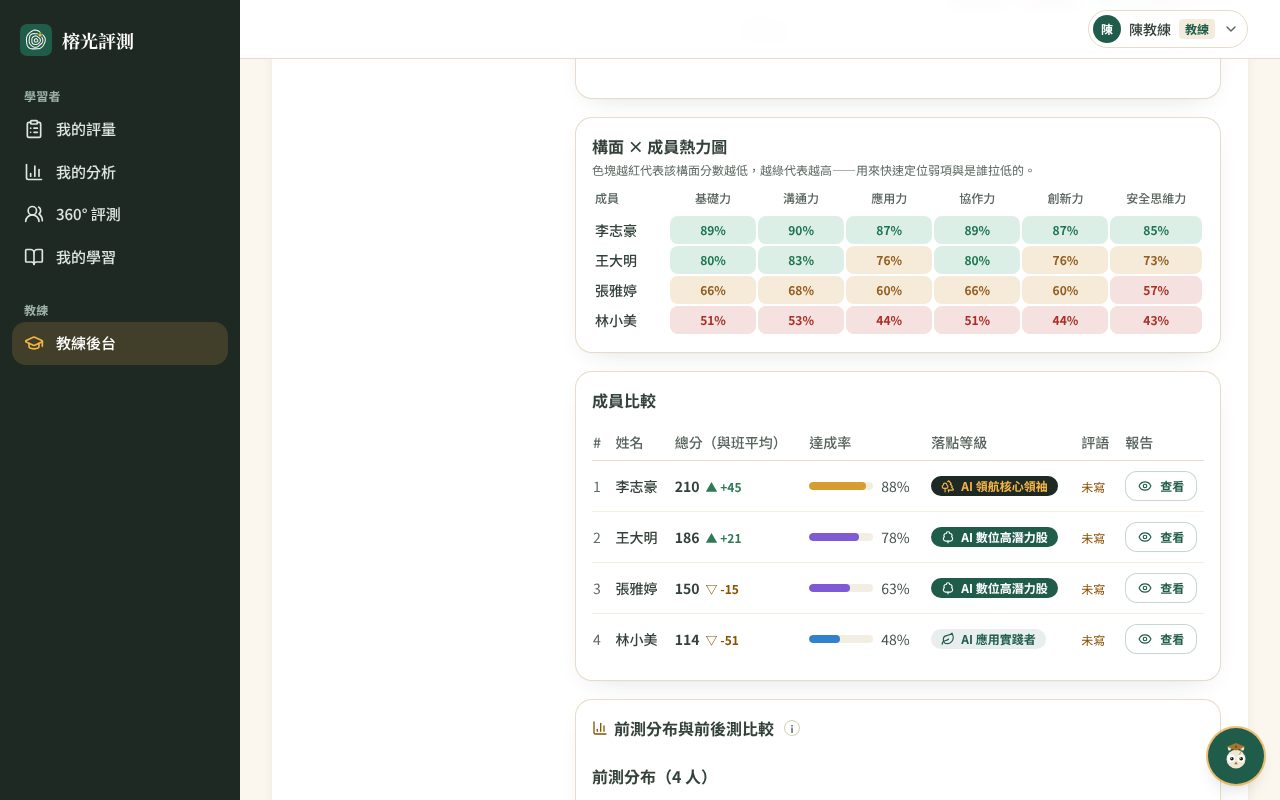 榕光評測
學習者
我的評量
我的分析
360° 評測
我的學習
教練
教練後台
陳 陳教練 教練
構面 × 成員熱力圖
色塊越紅代表該構面分數越低，越綠代表越高——用來快速定位弱項與是誰拉低的。
成員 基礎力 溝通力 應用力 協作力 創新力 安全思維力
李志豪 89% 90% 87% 89% 87% 85%
王大明 80% 83% 76% 80% 76% 73%
張雅婷 66% 68% 60% 66% 60% 57%
林小美 51% 53% 44% 51% 44% 43%
成員比較
# 姓名 總分（與班平均） 達成率 落點等級 評語 報告
1 李志豪 210 ▲ +45 88% AI 領航核心領袖 未寫 查看
2 王大明 186 ▲ +21 78% AI 數位高潛力股 未寫 查看
3 張雅婷 150 ▽ -15 63% AI 數位高潛力股 未寫 查看
4 林小美 114 ▽ -51 48% AI 應用實踐者 未寫 查看
前測分布與前後測比較 i
前測分布（4 人）